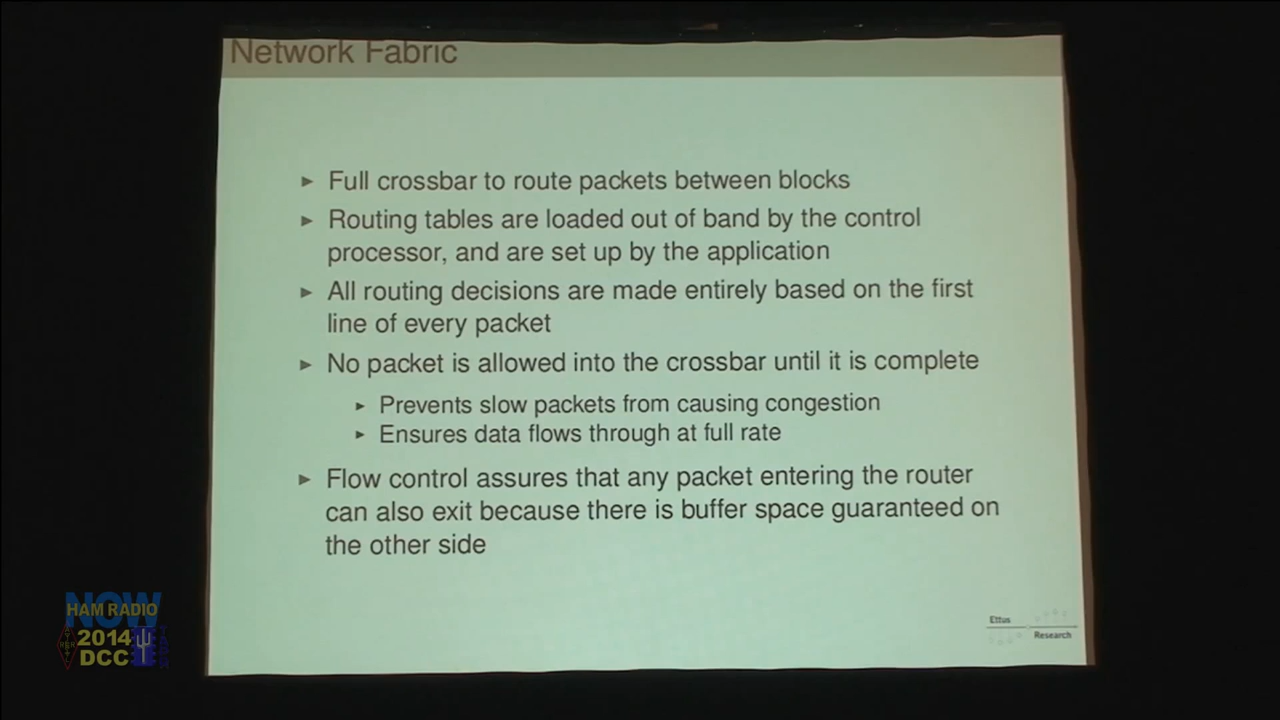 Network Fabric
Full crossbar to route packets between blocks
Routing tables are loaded out of band by the control
processor, and are set up by the application
All routing decisions are made entirely based on the first
line of every packet
No packet is allowed into the crossbar until it is complete
Prevents slow packets from causing congestion
Ensures data flows through at full rate
Flow control assures that any packet entering the router
can also exit because there is buffer space guaranteed on
the other side
Ettus
Research
NOW
HAM RADIO
2014
DCC